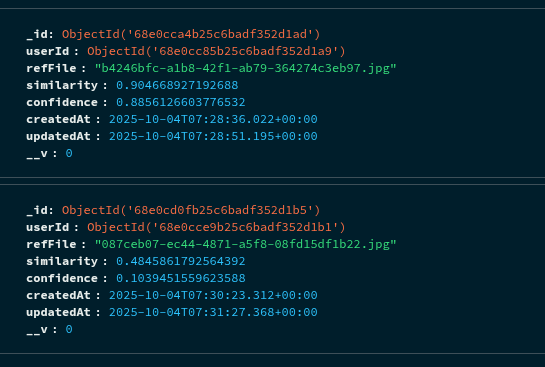 _id: ObjectId('68e0cca4b25c6badf352d1ad')
userId: ObjectId('68e0cc85b25c6badf352d1a9')
refFile: "b4246bfc-a1b8-42f1-ab79-364274c3eb97.jpg"
similarity: 0.904668927192688
confidence: 0.8856126603776532
createdAt: 2025-10-04T07:28:36.022+00:00
updatedAt: 2025-10-04T07:28:51.195+00:00
__v: 0
_id: ObjectId('68e0cd0fb25c6badf352d1b5')
userId: ObjectId('68e0cce9b25c6badf352d1b1')
refFile: "087ceb07-ec44-4871-a5f8-08fd15df1b22.jpg"
similarity: 0.4845861792564392
confidence: 0.1039451559623588
createdAt: 2025-10-04T07:30:23.312+00:00
updatedAt: 2025-10-04T07:31:27.368+00:00
__v: 0